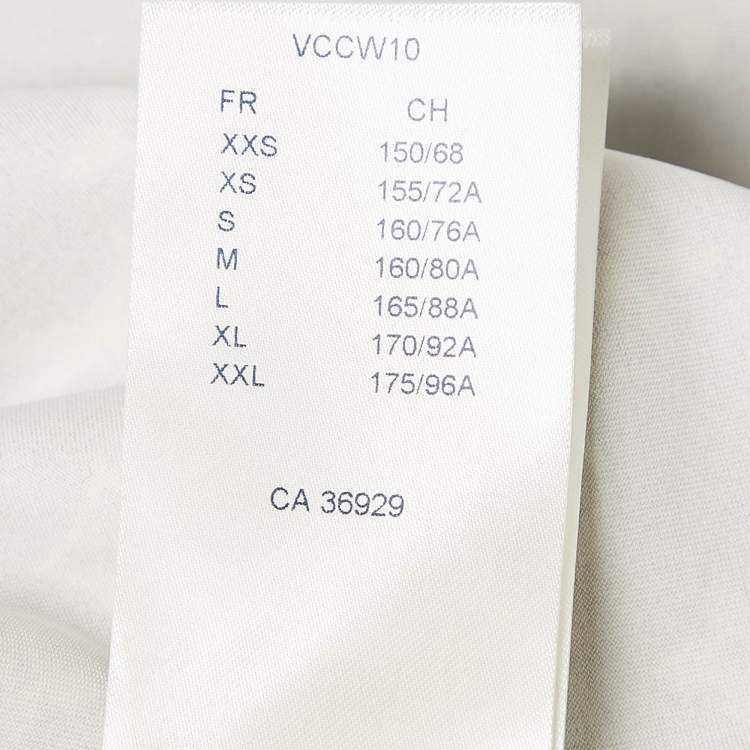 VCCW10
FR CH
XXS 150/68
XS 155/72A
S 160/76A
M 160/80A
L 165/88A
XL 170/92A
XXL 175/96A
CA 36929